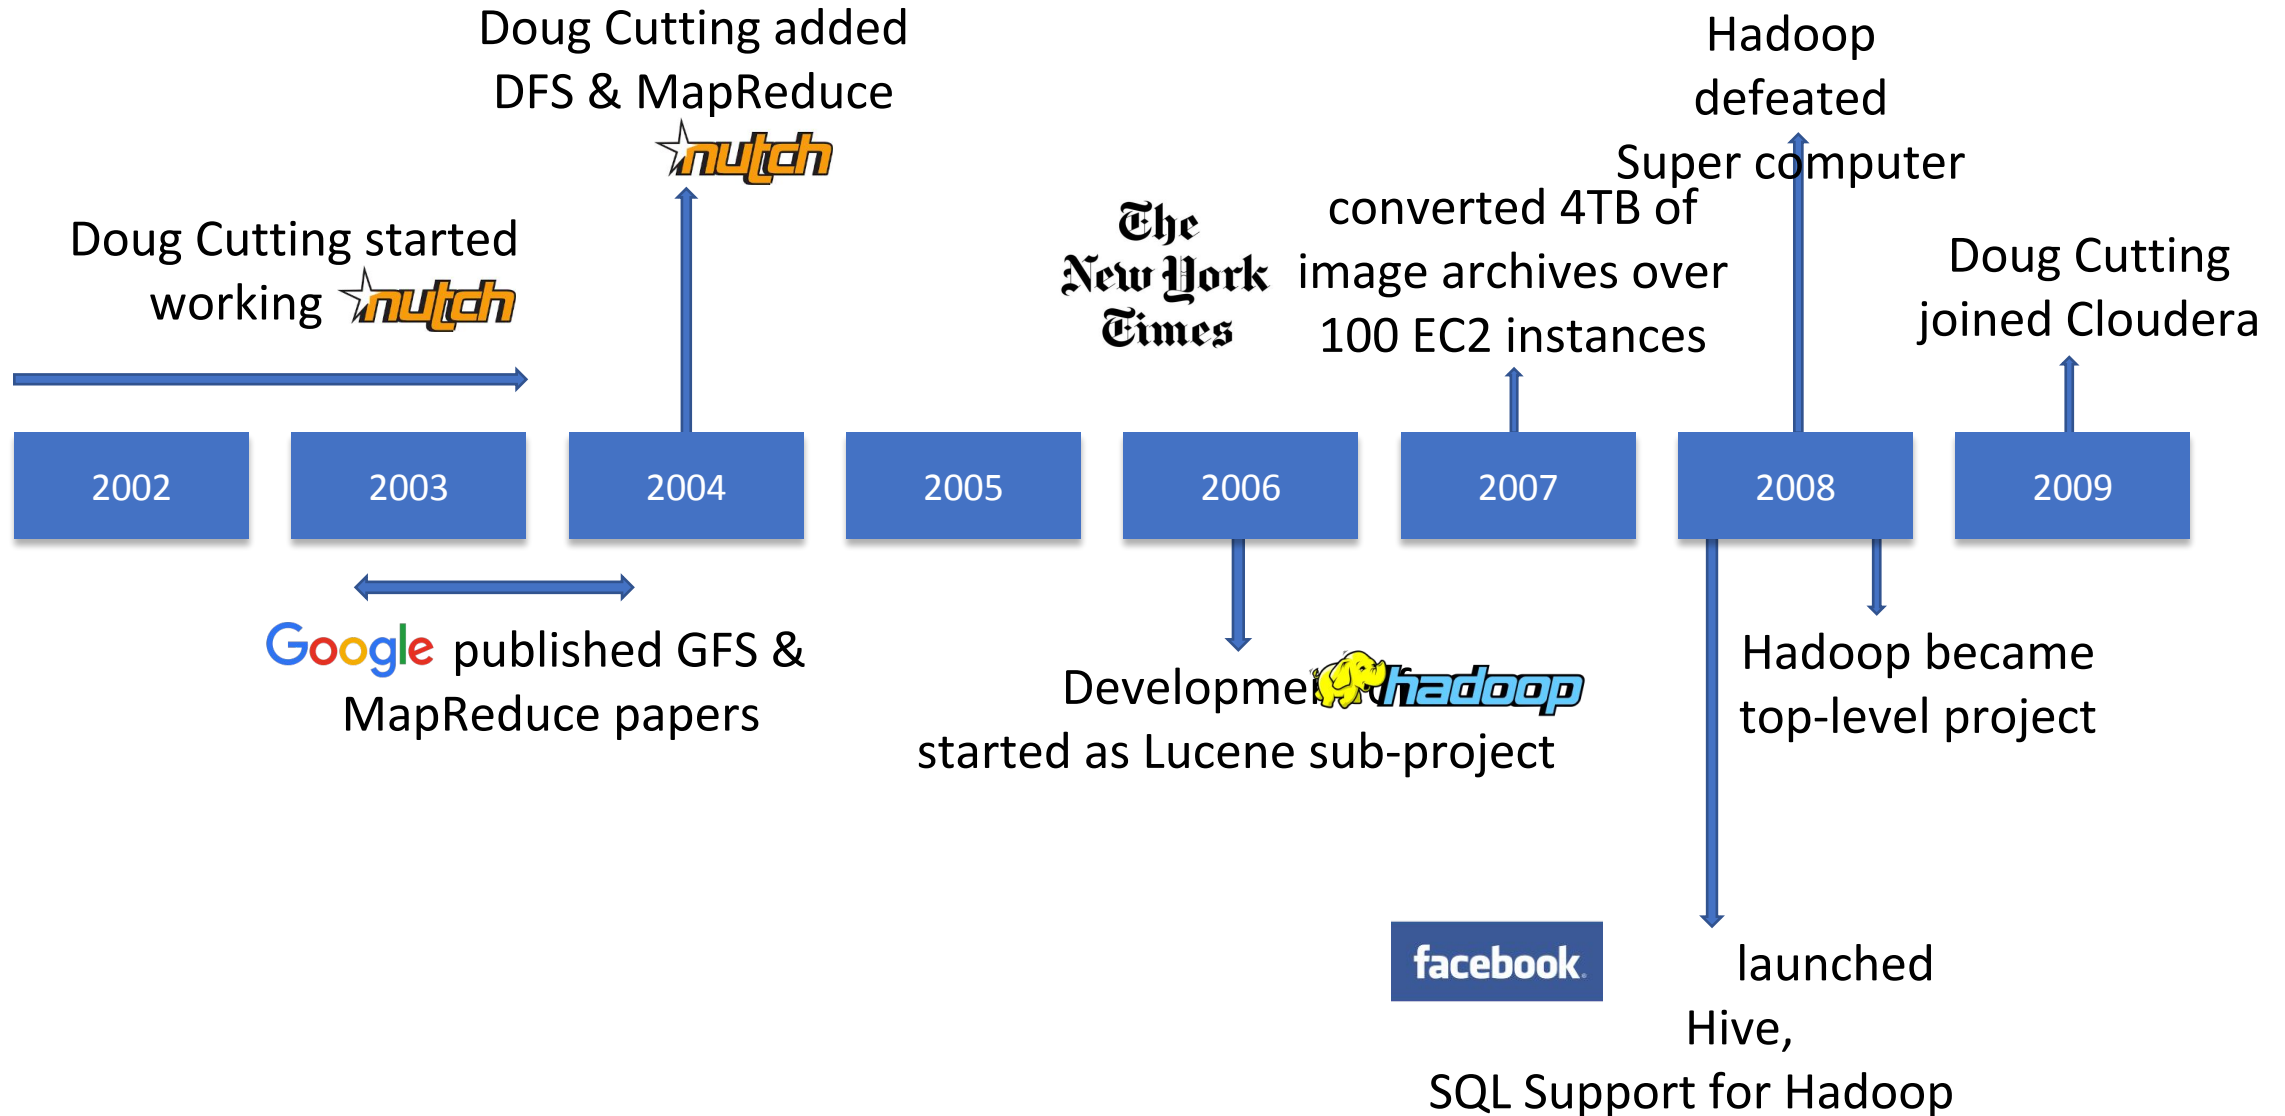 Doug Cutting added
DFS & MapReduce
nutch
Hadoop
defeated
Super computer
Doug Cutting started
working nutch
The
New York
Times
converted 4TB of
image archives over
100 EC2 instances
Doug Cutting
joined Cloudera
2002
2003
2004
2005
2006
2007
2008
2009
Google published GFS &
MapReduce papers
Development of hadoop
started as Lucene sub-project
Hadoop became
top-level project
facebook launched
Hive,
SQL Support for Hadoop